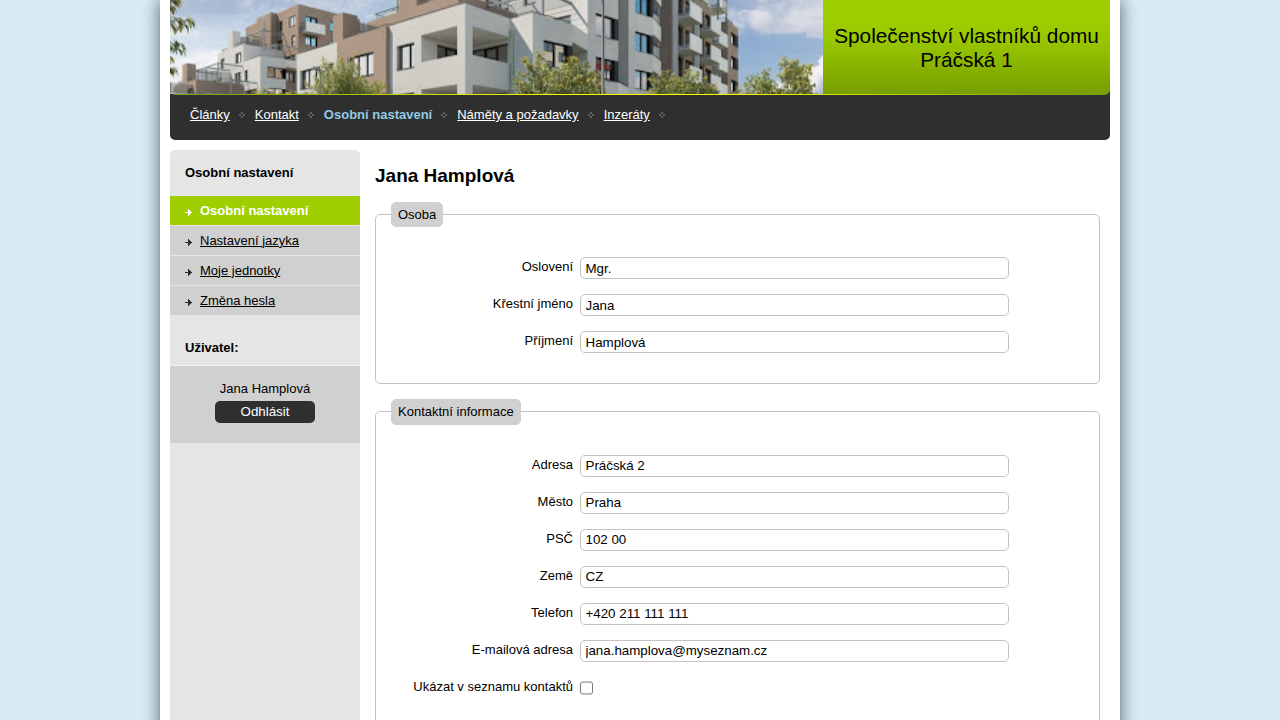 Společenství vlastníků domu
Práčská 1
Články Kontakt Osobní nastavení Náměty a požadavky Inzeráty
Osobní nastavení
Osobní nastavení
Nastavení jazyka
Moje jednotky
Změna hesla
Uživatel:
Jana Hamplová
Odhlásit
Jana Hamplová
Osoba
Oslovení Mgr.
Křestní jméno Jana
Příjmení Hamplová
Kontaktní informace
Adresa Práčská 2
Město Praha
PSČ 102 00
Země CZ
Telefon +420 211 111 111
E-mailová adresa jana.hamplova@myseznam.cz
Ukázat v seznamu kontaktů